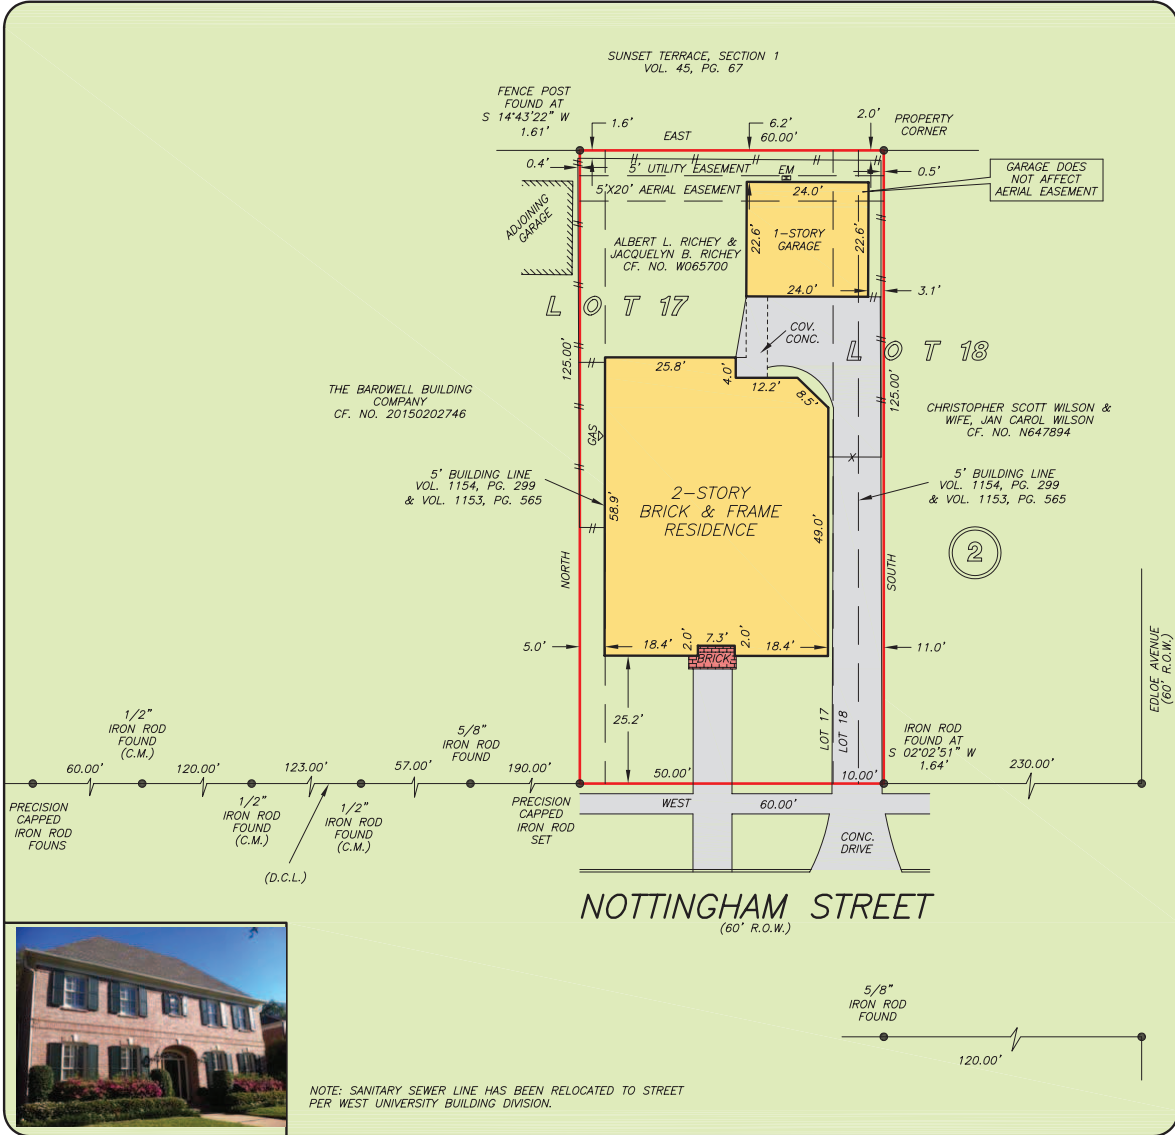 SUNSET TERRACE, SECTION 1
VOL. 45, PG. 67
FENCE POST
FOUND AT
S 14°43'22" W
1.61'
1.6'
EAST
6.2'
60.00'
2.0'
PROPERTY
CORNER
0.4'
5' UTILITY EASEMENT
EM
0.5'
GARAGE DOES
NOT AFFECT
AERIAL EASEMENT
5'X20' AERIAL EASEMENT
24.0'
ADJOINING
GARAGE
ALBERT L. RICHEY &
JACQUELYN B. RICHEY
CF. NO. W065700
22.6'
1-STORY
GARAGE
22.6'
24.0'
3.1'
LOT 17
COV.
CONC.
LOT 18
125.00'
25.8'
4.0'
12.2'
8.5'
125.00'
THE BARDWELL BUILDING
COMPANY
CF. NO. 20150202746
CHRISTOPHER SCOTT WILSON &
WIFE, JAN CAROL WILSON
CF. NO. N647894
GAS
X
5' BUILDING LINE
VOL. 1154, PG. 299
& VOL. 1153, PG. 565
58.9'
2-STORY
BRICK & FRAME
RESIDENCE
49.0'
5' BUILDING LINE
VOL. 1154, PG. 299
& VOL. 1153, PG. 565
2
NORTH
SOUTH
5.0'
18.4'
2.0'
7.3'
2.0'
18.4'
11.0'
BRICK
EDLOE AVENUE
(60' R.O.W.)
25.2'
LOT 17
LOT 18
IRON ROD
FOUND AT
S 02°02'51" W
1.64'
1/2"
IRON ROD
FOUND
(C.M.)
5/8"
IRON ROD
FOUND
60.00'
120.00'
123.00'
57.00'
190.00'
50.00'
10.00'
230.00'
PRECISION
CAPPED
IRON ROD
FOUNS
1/2"
IRON ROD
FOUND
(C.M.)
1/2"
IRON ROD
FOUND
(C.M.)
PRECISION
CAPPED
IRON ROD
SET
WEST
60.00'
CONC.
DRIVE
(D.C.L.)
NOTTINGHAM STREET
(60' R.O.W.)
5/8"
IRON ROD
FOUND
120.00'
NOTE: SANITARY SEWER LINE HAS BEEN RELOCATED TO STREET
PER WEST UNIVERSITY BUILDING DIVISION.